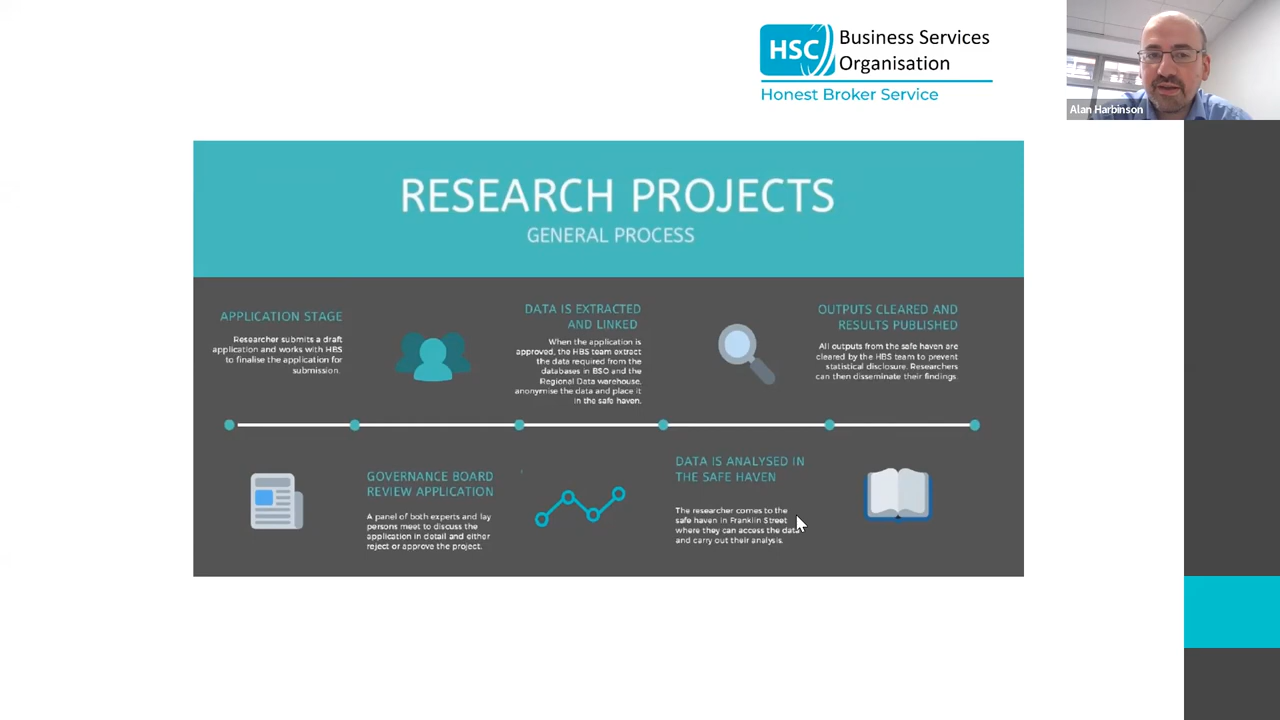 HSC Business Services
Organisation
Honest Broker Service
Alan Harbinson
RESEARCH PROJECTS
GENERAL PROCESS
APPLICATION STAGE
Researcher submits a draft
application and works with HBS
to finalise the application for
submission.
DATA IS EXTRACTED
AND LINKED
When the application is
approved, the HBS team extract
the data required from the
databases in BSO and the
Regional Data warehouse,
anonymise the data and place it
in the safe haven.
OUTPUTS CLEARED AND
RESULTS PUBLISHED
All outputs from the safe haven are
cleared by the HBS team to prevent
statistical disclosure. Researchers
can then disseminate their findings.
GOVERNANCE BOARD
REVIEW APPLICATION
A panel of both experts and lay
persons meet to discuss the
application in detail and either
reject or approve the project.
DATA IS ANALYSED IN
THE SAFE HAVEN
The researcher comes to the
safe haven in Franklin Street
where they can access the data
and carry out their analysis.